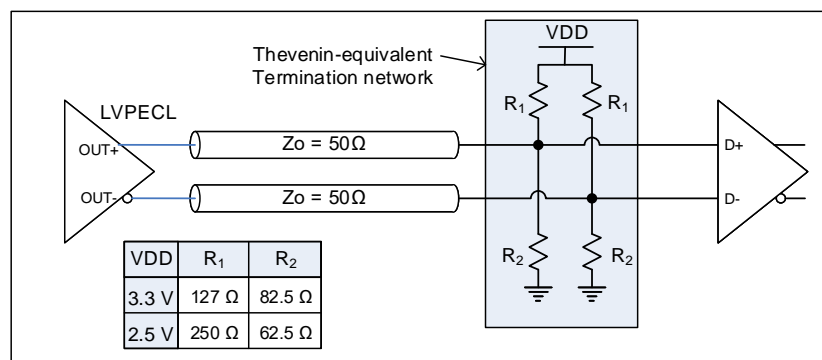 VDD
Thevenin-equivalent
Termination network
R₁ R₁
LVPECL
OUT+
Zo = 50Ω
D+
OUT-
Zo = 50Ω
D-
R₂ R₂
VDD R₁ R₂
3.3 V 127 Ω 82.5 Ω
2.5 V 250 Ω 62.5 Ω